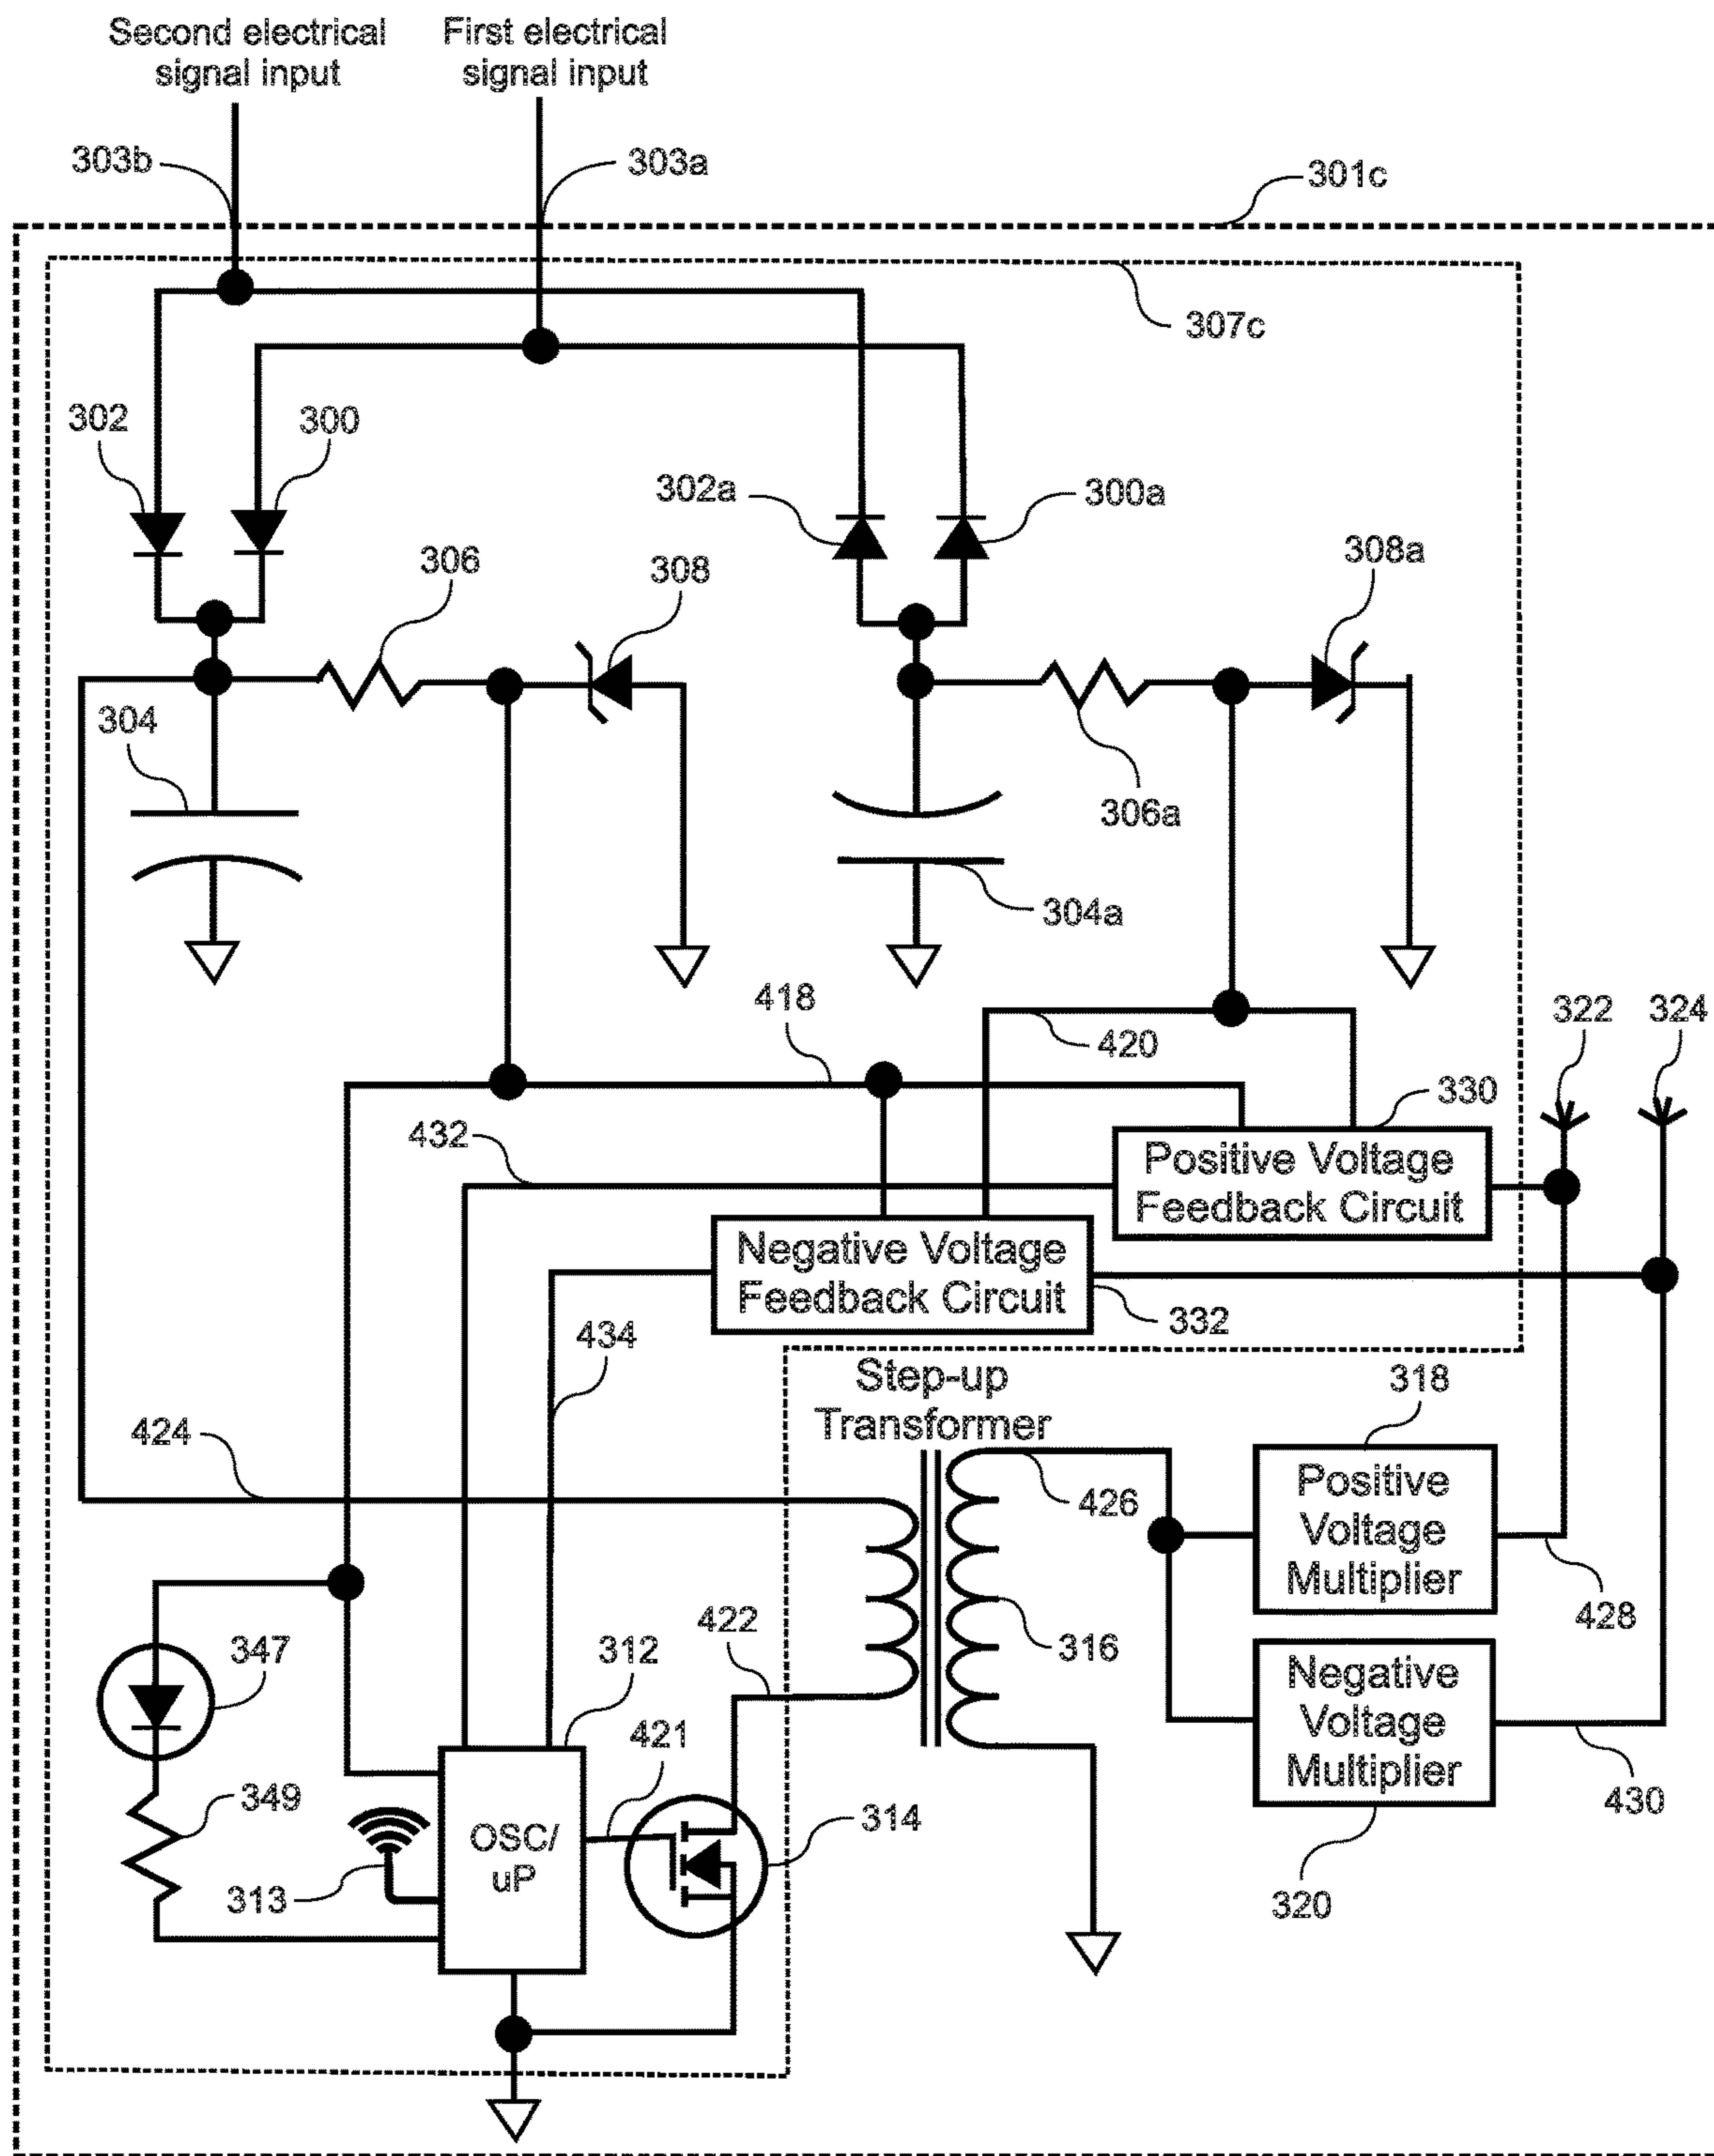 Second electrical
signal input
First electrical
signal input
303b
303a
301c
307c
302
300
302a
300a
306
308
308a
304
306a
304a
418
420
322
324
432
330
Positive Voltage
Feedback Circuit
Negative Voltage
Feedback Circuit
332
434
Step-up
Transformer
318
424
426
Positive
Voltage
Multiplier
428
422
316
347
312
421
Negative
Voltage
Multiplier
430
349
314
OSC/
uP
313
320